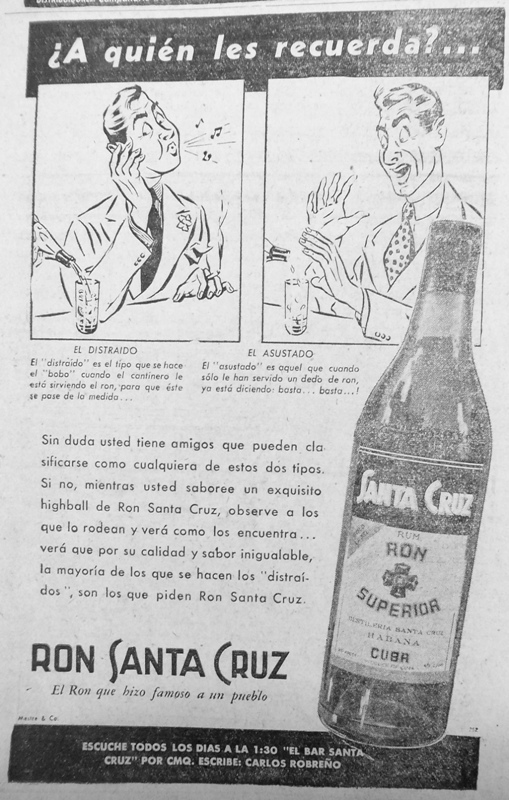 ¿A quién les recuerda?...
EL DISTRAIDO
El "distraído" es el tipo que se hace
el "bobo" cuando el cantinero le
está sirviendo el ron, para que éste
se pase de la medida...
EL ASUSTADO
El "asustado" es aquel que cuando
sólo le han servido un dedo de ron,
ya está diciendo: basta... basta...!
Sin duda usted tiene amigos que pueden cla-
sificarse como cualquiera de estos dos tipos.
Si no, mientras usted saboree un exquisito
highball de Ron Santa Cruz, observe a los
que lo rodean y verá como los encuentra...
verá que por su calidad y sabor inigualable,
la mayoría de los que se hacen los "distraí-
dos", son los que piden Ron Santa Cruz.
SANTA CRUZ
RUM
RON
SUPERIOR
DISTILERIA SANTA CRUZ
HABANA
CUBA
RON SANTA CRUZ
El Ron que hizo famoso a un pueblo
Mestre & Co.
ESCUCHE TODOS LOS DIAS A LA 1:30 "EL BAR SANTA
CRUZ" POR CMQ. ESCRIBE: CARLOS ROBREÑO